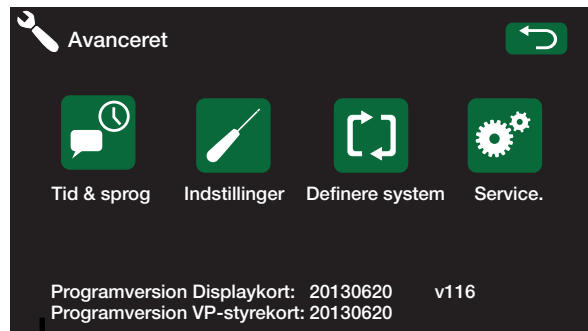 Avanceret
Tid & sprog Indstillinger Definere system Service.
Programversion Displaykort: 20130620 v116
Programversion VP-styrekort: 20130620